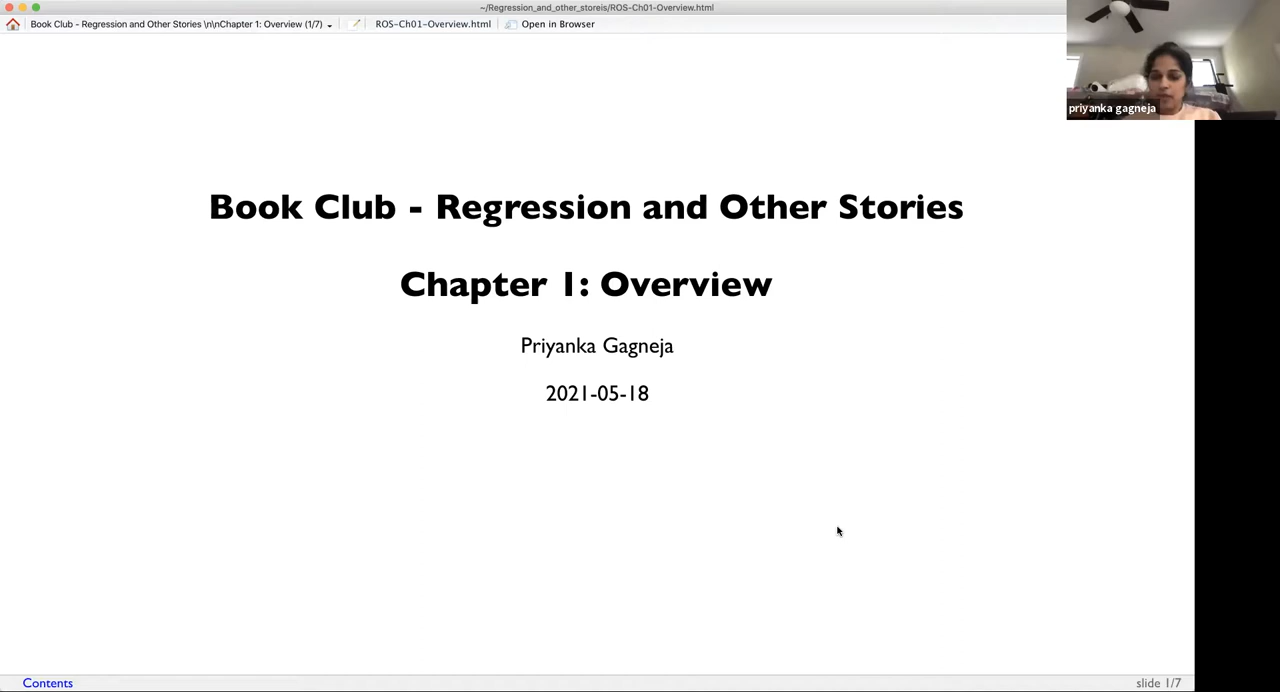 ~/Regression_and_other_storeis/ROS-Ch01-Overview.html
Book Club - Regression and Other Stories \n\nChapter 1: Overview (1/7)
ROS-Ch01-Overview.html
Open in Browser
priyanka gagneja
Book Club - Regression and Other Stories
Chapter 1: Overview
Priyanka Gagneja
2021-05-18
Contents
slide 1/7